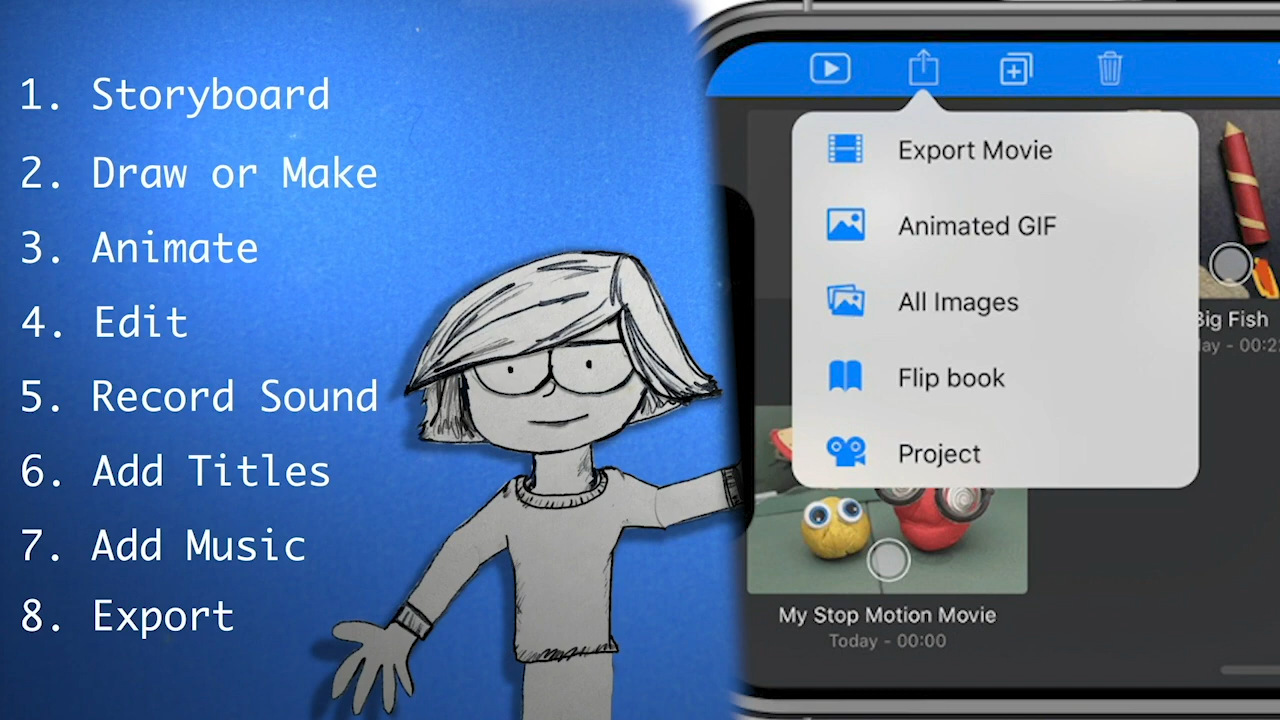 1. Storyboard
2. Draw or Make
3. Animate
4. Edit
5. Record Sound
6. Add Titles
7. Add Music
8. Export
Export Movie
Animated GIF
All Images
Flip book
Project
Big Fish
00:2
My Stop Motion Movie
Today - 00:00